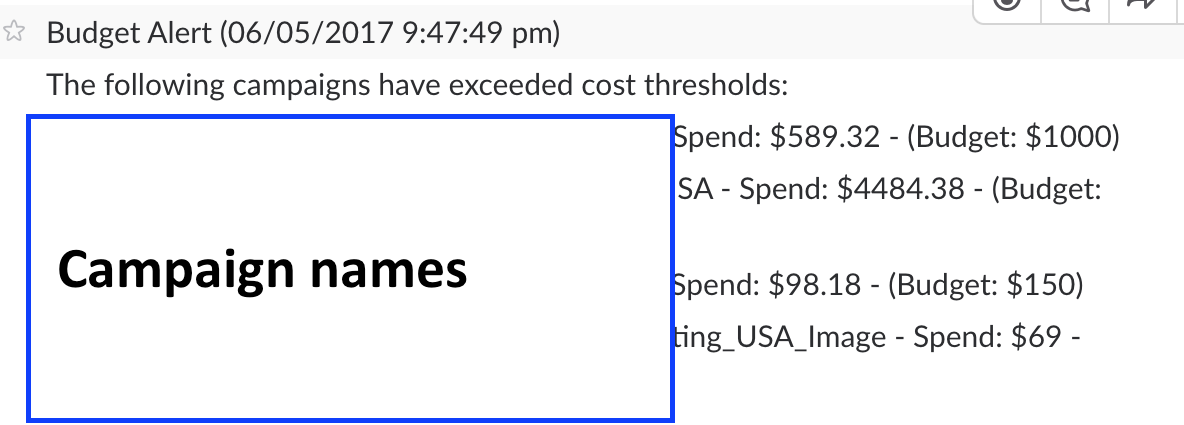 Budget Alert (06/05/2017 9:47:49 pm)
The following campaigns have exceeded cost thresholds:
Spend: $589.32 - (Budget: $1000)
SA - Spend: $4484.38 - (Budget:
Campaign names
Spend: $98.18 - (Budget: $150)
ting_USA_Image - Spend: $69 -